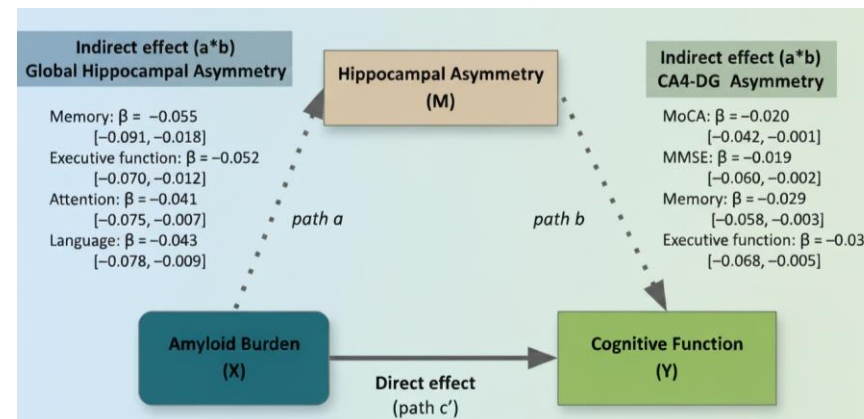 Indirect effect (a*b)
Global Hippocampal Asymmetry
Memory: β = −0.055
[−0.091, −0.018]
Executive function: β = −0.052
[−0.070, −0.012]
Attention: β = −0.041
[−0.075, −0.007]
Language: β = −0.043
[−0.078, −0.009]
Hippocampal Asymmetry
(M)
Indirect effect (a*b)
CA4-DG Asymmetry
MoCA: β = −0.020
[−0.042, −0.001]
MMSE: β = −0.019
[−0.060, −0.002]
Memory: β = −0.029
[−0.058, −0.003]
Executive function: β = −0.03
[−0.068, −0.005]
path a
path b
Amyloid Burden
(X)
Direct effect
(path c′)
Cognitive Function
(Y)